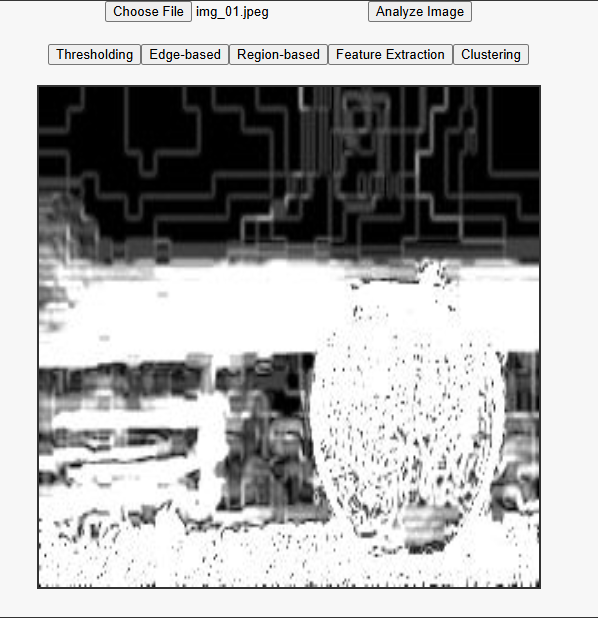 Choose File img_01.jpeg Analyze Image
Thresholding Edge-based Region-based Feature Extraction Clustering